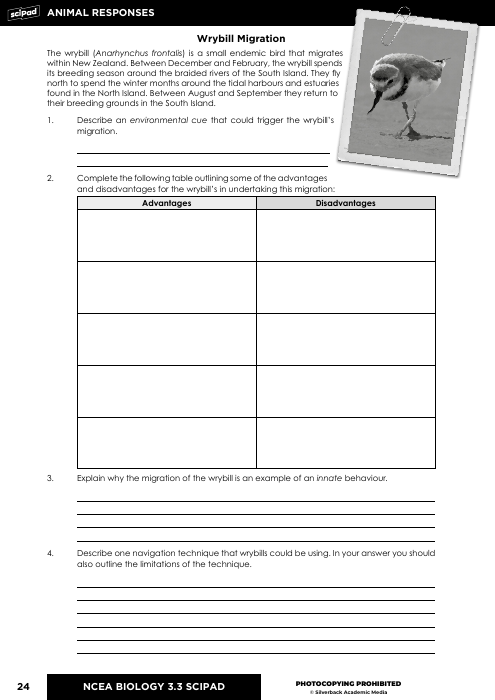 scipad ANIMAL RESPONSES
Wrybill Migration
The wrybill (Anarhynchus frontalis) is a small endemic bird that migrates
within New Zealand. Between December and February, the wrybill spends
its breeding season around the braided rivers of the South Island. They fly
north to spend the winter months around the tidal harbours and estuaries
found in the North Island. Between August and September they return to
their breeding grounds in the South Island.
1. Describe an environmental cue that could trigger the wrybill's
migration.
2. Complete the following table outlining some of the advantages
and disadvantages for the wrybill's in undertaking this migration:
Advantages Disadvantages
3. Explain why the migration of the wrybill is an example of an innate behaviour.
4. Describe one navigation technique that wrybills could be using. In your answer you should
also outline the limitations of the technique.
24 NCEA BIOLOGY 3.3 SCIPAD PHOTOCOPYING PROHIBITED
© Silverback Academic Media